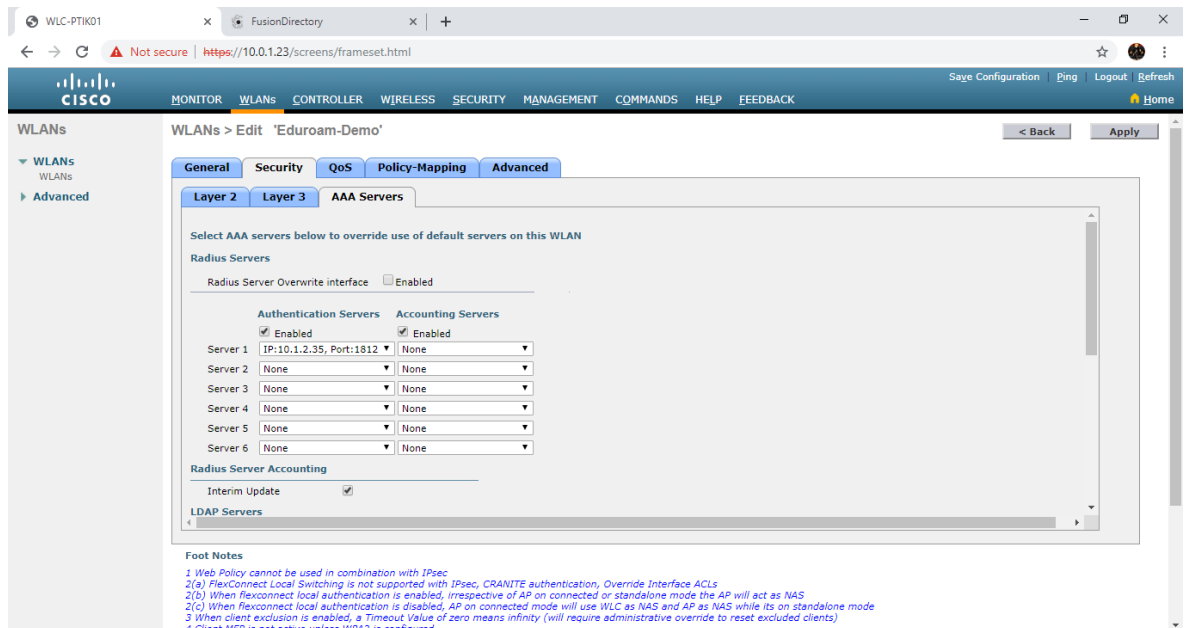 WLC-PTIK01
FusionDirectory
Not secure | https://10.0.1.23/screens/frameset.html
Save Configuration | Ping | Logout | Refresh
CISCO
MONITOR WLANs CONTROLLER WIRELESS SECURITY MANAGEMENT COMMANDS HELP FEEDBACK
Home
WLANs
WLANs > Edit 'Eduroam-Demo'
< Back
Apply
WLANs
WLANs
Advanced
General Security QoS Policy-Mapping Advanced
Layer 2 Layer 3 AAA Servers
Select AAA servers below to override use of default servers on this WLAN
Radius Servers
Radius Server Overwrite interface Enabled
Authentication Servers Accounting Servers
Enabled Enabled
Server 1 IP:10.1.2.35, Port:1812 None
Server 2 None None
Server 3 None None
Server 4 None None
Server 5 None None
Server 6 None None
Radius Server Accounting
Interim Update
LDAP Servers
Foot Notes
1 Web Policy cannot be used in combination with IPsec
2(a) FlexConnect Local Switching is not supported with IPsec, CRANITE authentication, Override Interface ACLs
2(b) When flexconnect local authentication is enabled, irrespective of AP on connected or standalone mode the AP will act as NAS
2(c) When flexconnect local authentication is disabled, AP on connected mode will use WLC as NAS and AP as NAS while its on standalone mode
3 When client exclusion is enabled, a Timeout Value of zero means infinity (will require administrative override to reset excluded clients)
4 Client MFP is not active unless WPA2 is configured